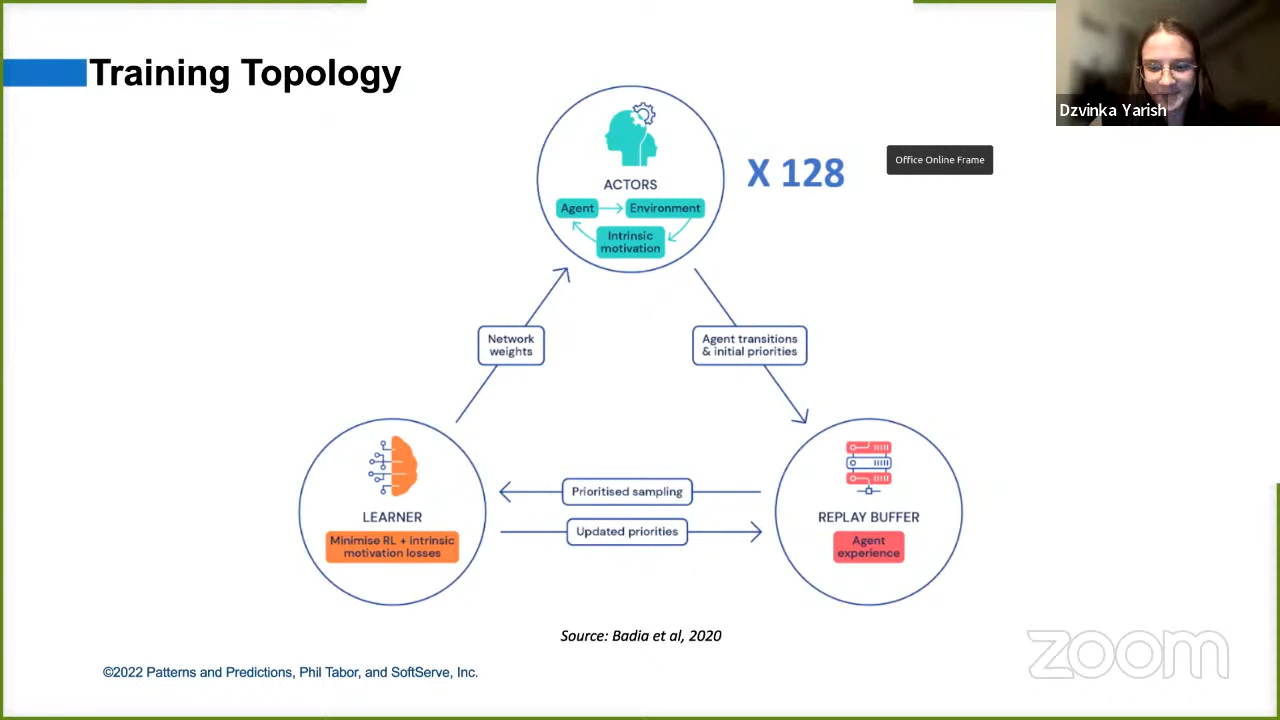 Training Topology
Dzvinka Yarish
Office Online Frame
X 128
ACTORS
Agent
Environment
Intrinsic
motivation
Network
weights
Agent transitions
& initial priorities
LEARNER
Minimise RL + intrinsic
motivation losses
Prioritised sampling
Updated priorities
REPLAY BUFFER
Agent
experience
Source: Badia et al, 2020
©2022 Patterns and Predictions, Phil Tabor, and SoftServe, Inc.
zoom